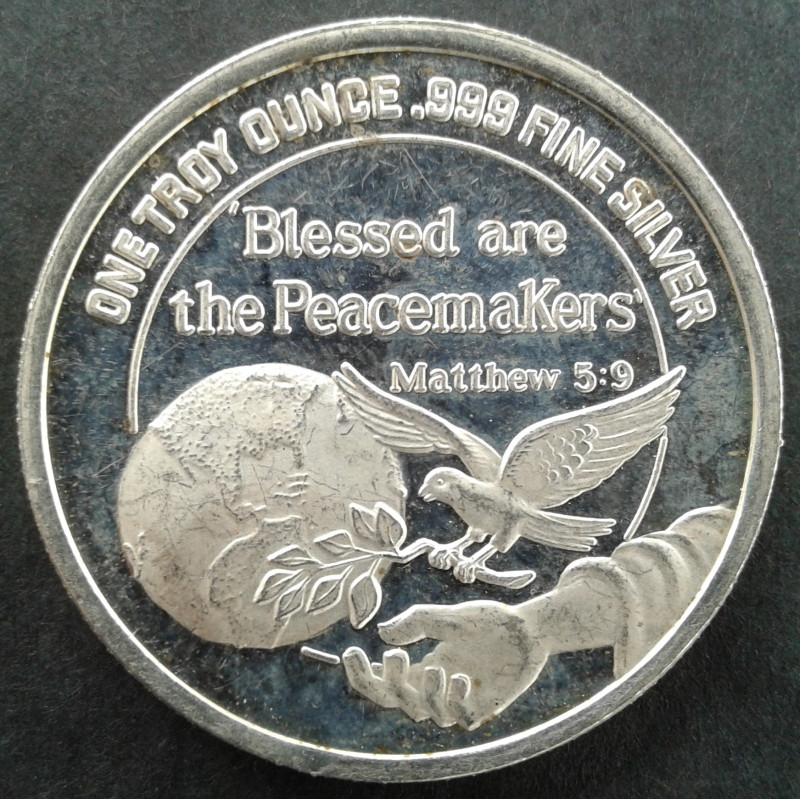 ONE TROY OUNCE .999 FINE SILVER
'Blessed are
the Peacemakers'
Matthew 5:9